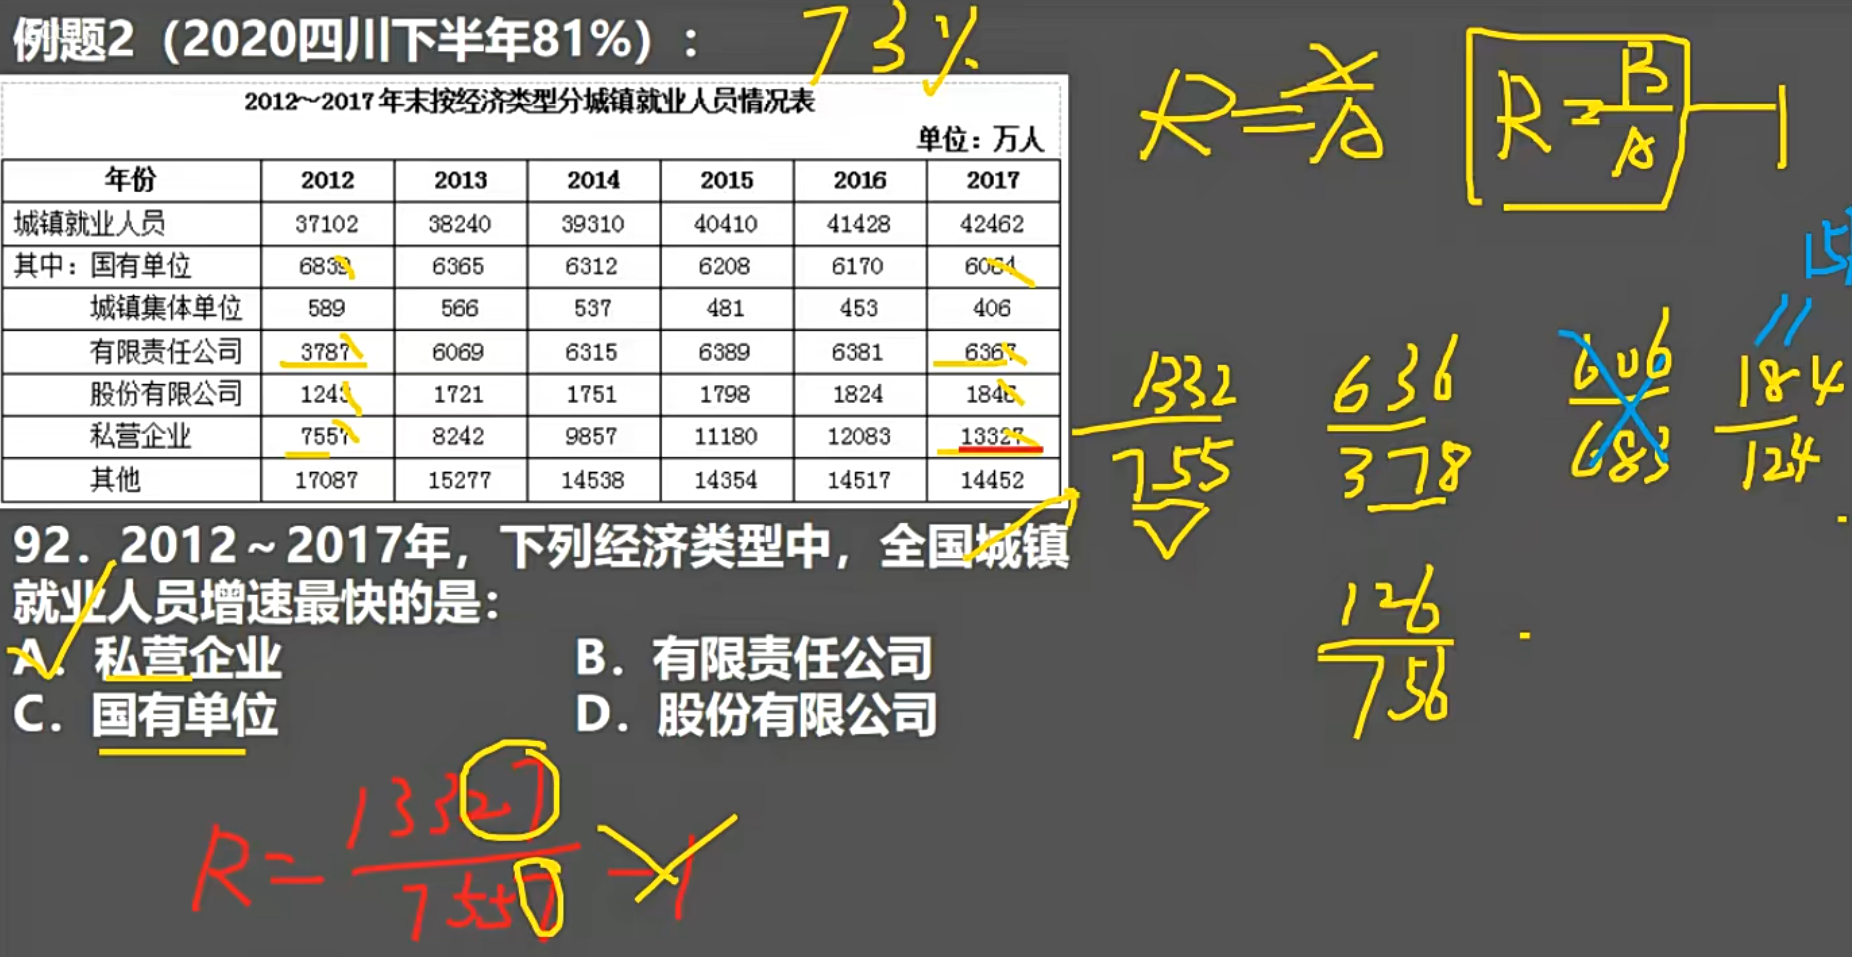 例题2（2020四川下半年81%）：
73%
2012～2017年末按经济类型分城镇就业人员情况表
单位：万人
年份 2012 2013 2014 2015 2016 2017
城镇就业人员 37102 38240 39310 40410 41428 42462
其中：国有单位 6839 6365 6312 6208 6170 6064
城镇集体单位 589 566 537 481 453 406
有限责任公司 3787 6069 6315 6389 6381 6367
股份有限公司 1243 1721 1751 1798 1824 1846
私营企业 7557 8242 9857 11180 12083 13327
其他 17087 15277 14538 14354 14517 14452
92．2012～2017年，下列经济类型中，全国城镇
就业人员增速最快的是：
A．私营企业 B．有限责任公司
C．国有单位 D．股份有限公司
R=13327/7557-1
R=X/A
R=B/A-1
1332/755 636/378 606/683 184/124
126/756